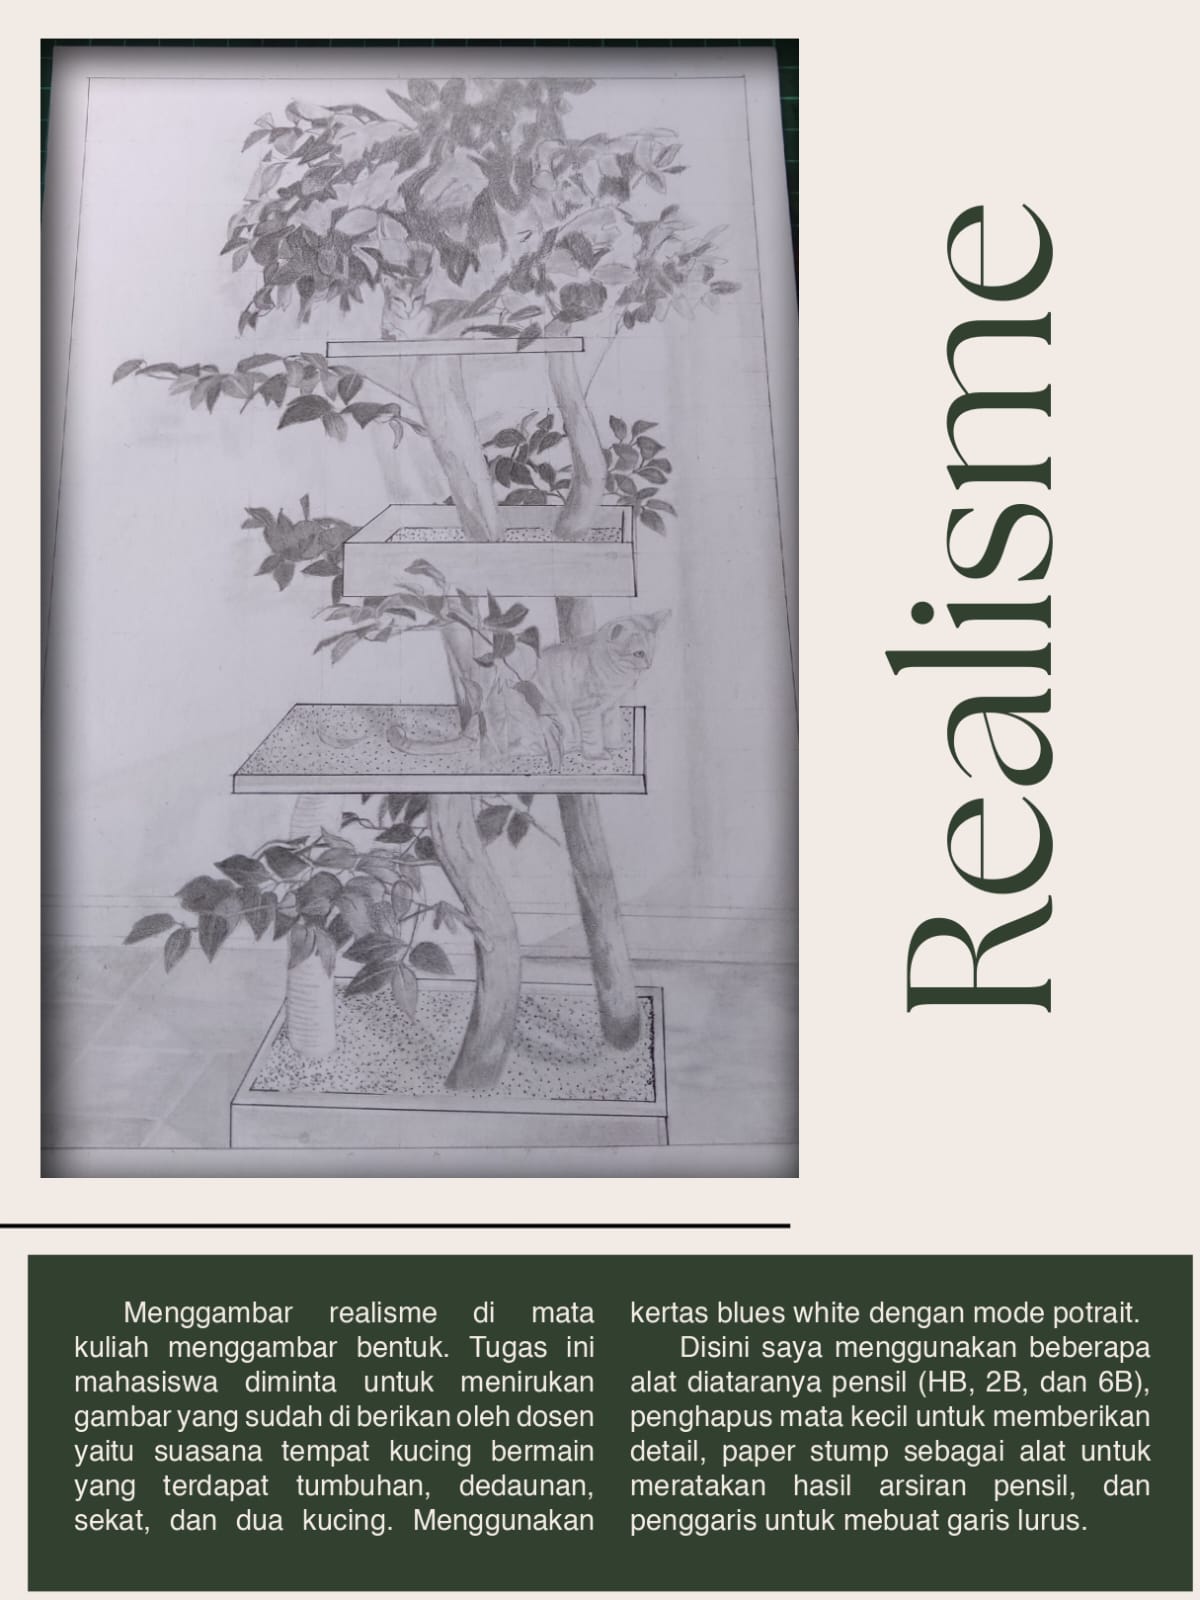 Realisme
Menggambar realisme di mata
kuliah menggambar bentuk. Tugas ini
mahasiswa diminta untuk menirukan
gambar yang sudah di berikan oleh dosen
yaitu suasana tempat kucing bermain
yang terdapat tumbuhan, dedaunan,
sekat, dan dua kucing. Menggunakan
kertas blues white dengan mode potrait.
Disini saya menggunakan beberapa
alat diataranya pensil (HB, 2B, dan 6B),
penghapus mata kecil untuk memberikan
detail, paper stump sebagai alat untuk
meratakan hasil arsiran pensil, dan
penggaris untuk mebuat garis lurus.